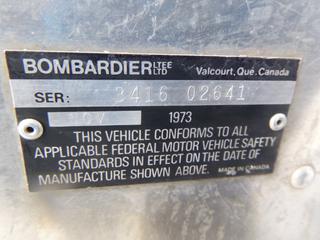 BOMBARDIER LTEE LTD Valcourt, Qué. Canada
SER: 3416 02641
1973
THIS VEHICLE CONFORMS TO ALL
APPLICABLE FEDERAL MOTOR VEHICLE SAFETY
STANDARDS IN EFFECT ON THE DATE OF
MANUFACTURE SHOWN ABOVE. MADE IN CANADA